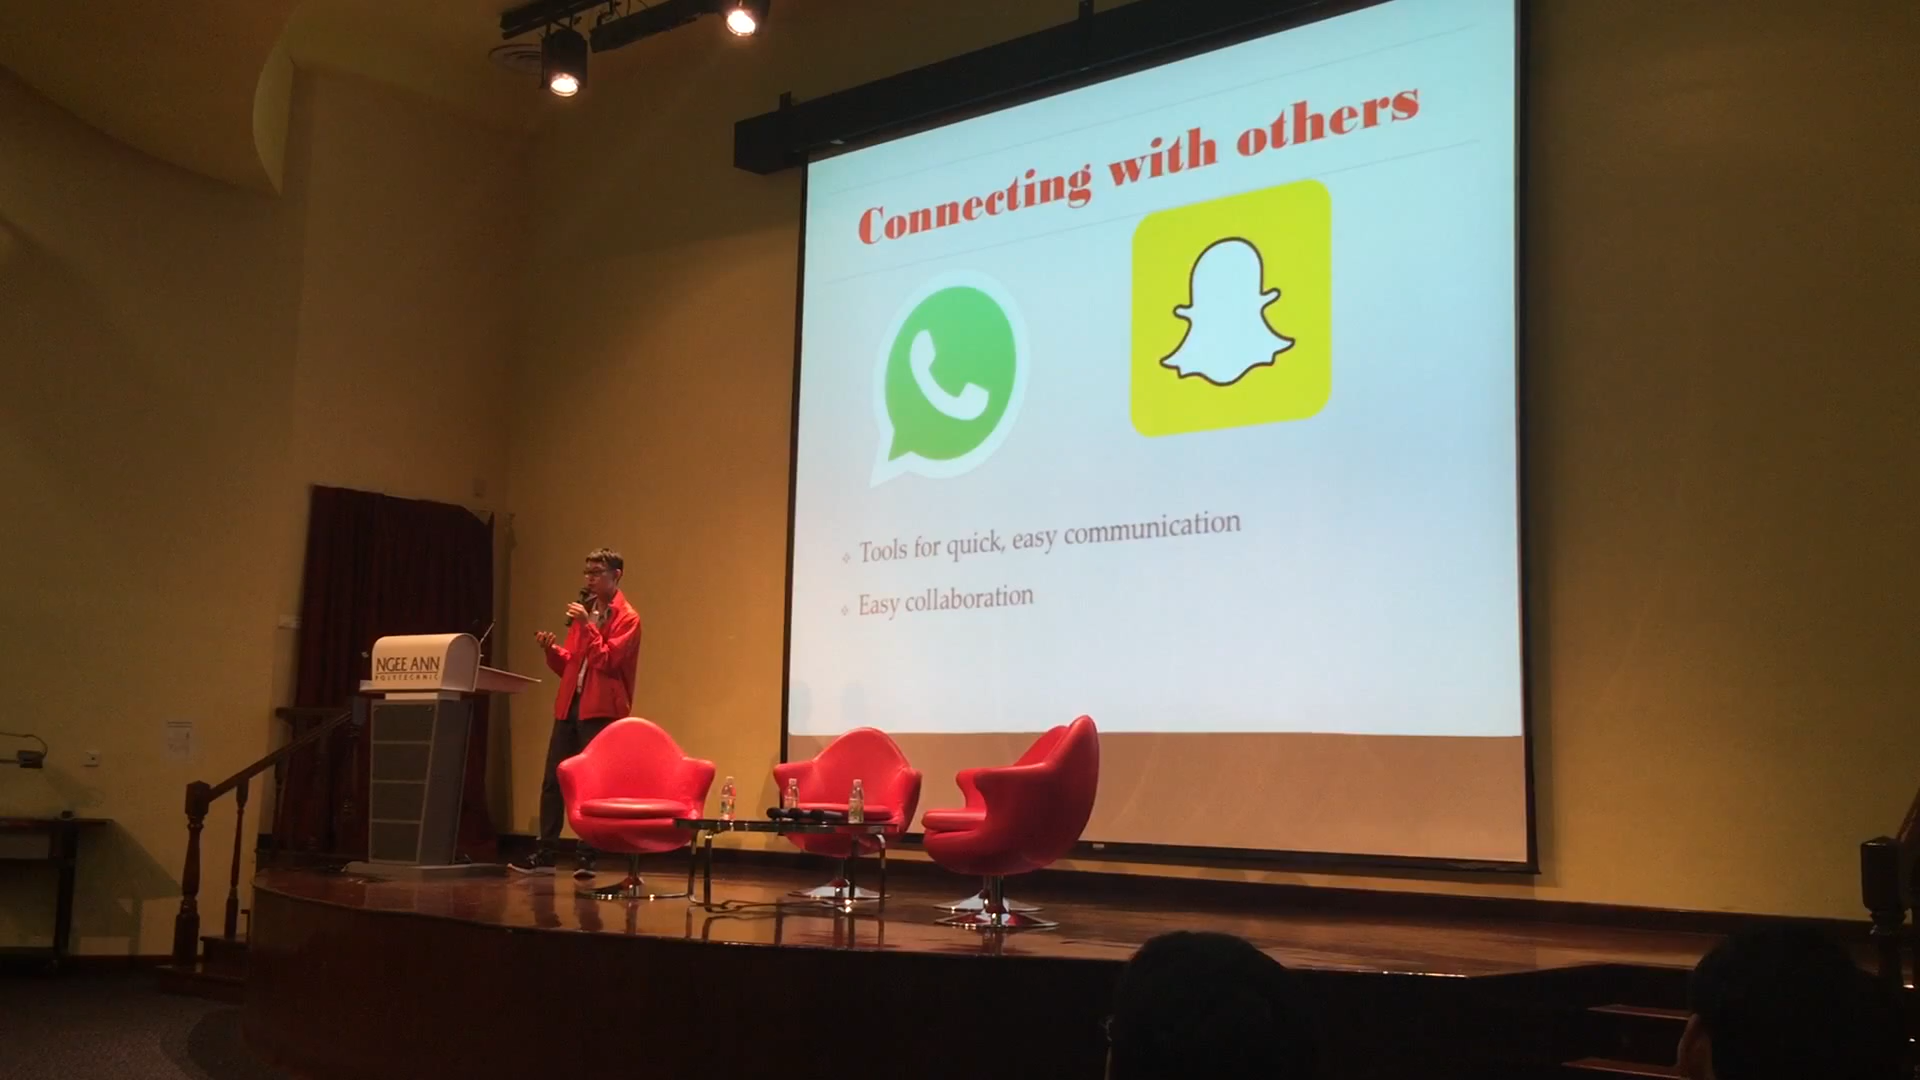 Connecting with others
Tools for quick, easy communication
Easy collaboration
NGEE ANN
POLYTECHNIC